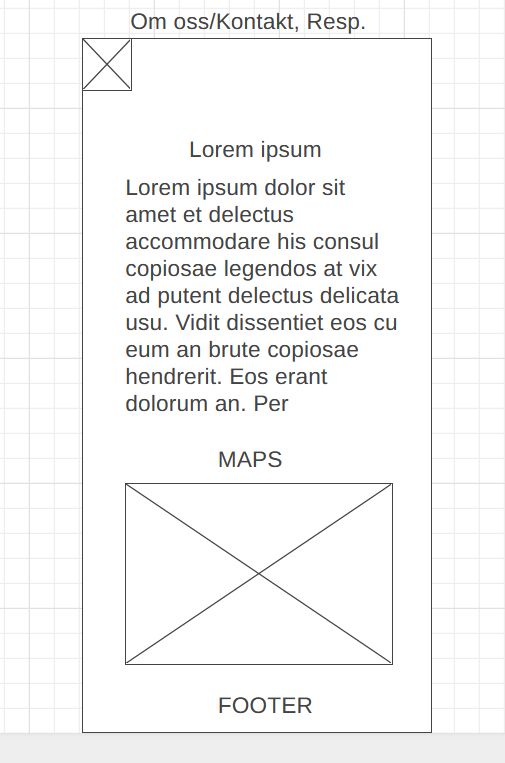 Om oss/Kontakt, Resp.
Lorem ipsum
Lorem ipsum dolor sit
amet et delectus
accommodare his consul
copiosae legendos at vix
ad putent delectus delicata
usu. Vidit dissentiet eos cu
eum an brute copiosae
hendrerit. Eos erant
dolorum an. Per
MAPS
FOOTER